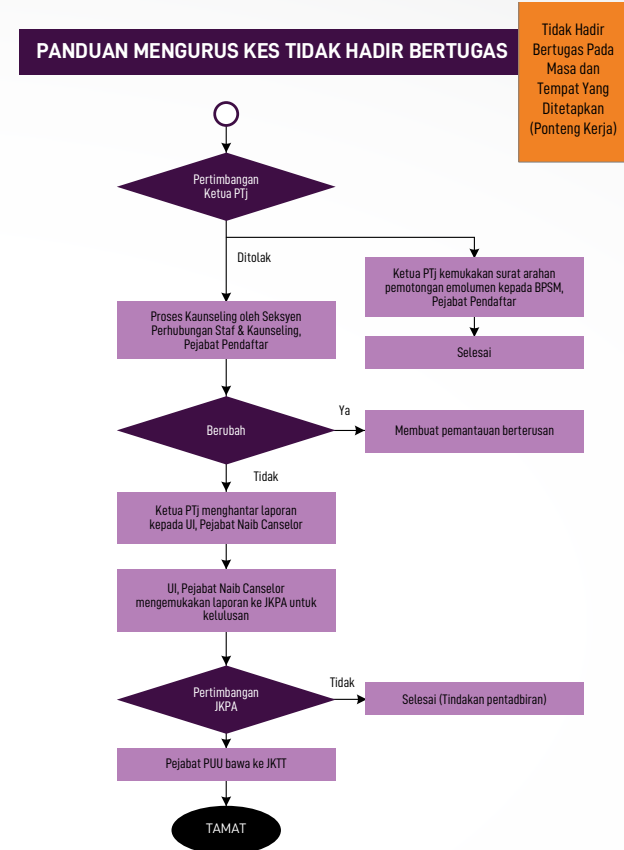 PANDUAN MENGURUS KES TIDAK HADIR BERTUGAS
Tidak Hadir
Bertugas Pada
Masa dan
Tempat Yang
Ditetapkan
(Ponteng Kerja)
Pertimbangan
Ketua PTj
Ditolak
Ketua PTj kemukakan surat arahan
pemotongan emolumen kepada BPSM,
Pejabat Pendaftar
Selesai
Proses Kaunseling oleh Seksyen
Perhubungan Staf & Kaunseling,
Pejabat Pendaftar
Berubah
Ya
Membuat pemantauan berterusan
Tidak
Ketua PTj menghantar laporan
kepada UI, Pejabat Naib Canselor
UI, Pejabat Naib Canselor
mengemukakan laporan ke JKPA untuk
kelulusan
Pertimbangan
JKPA
Tidak
Selesai (Tindakan pentadbiran)
Pejabat PUU bawa ke JKTT
TAMAT